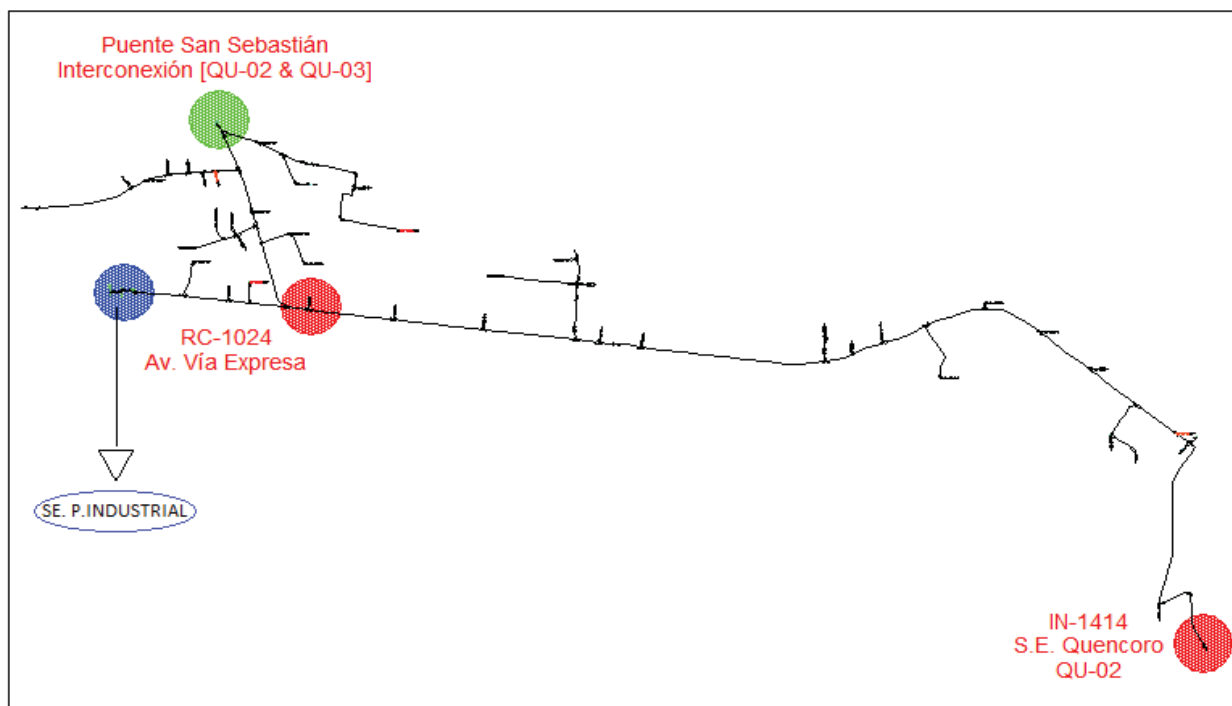 Puente San Sebastián
Interconexión [QU-02 & QU-03]
RC-1024
Av. Vía Expresa
SE. P.INDUSTRIAL
IN-1414
S.E. Quencoro
QU-02